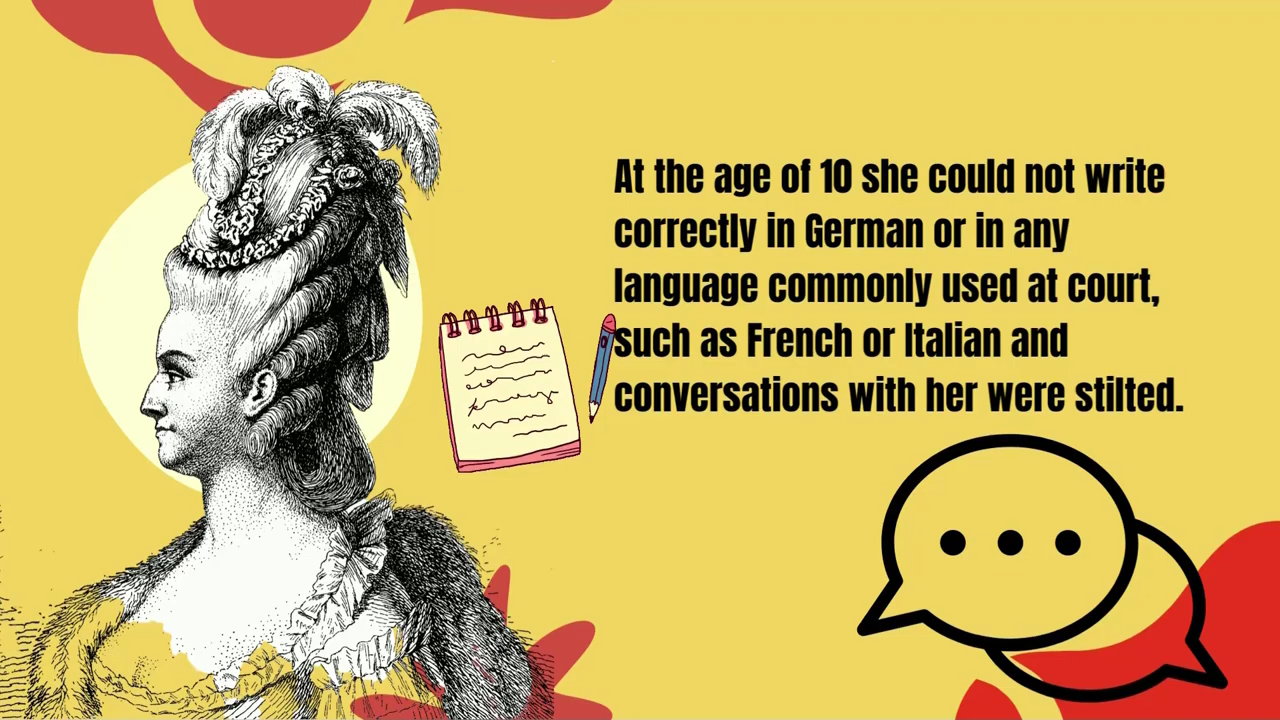 At the age of 10 she could not write
correctly in German or in any
language commonly used at court,
such as French or Italian and
conversations with her were stilted.